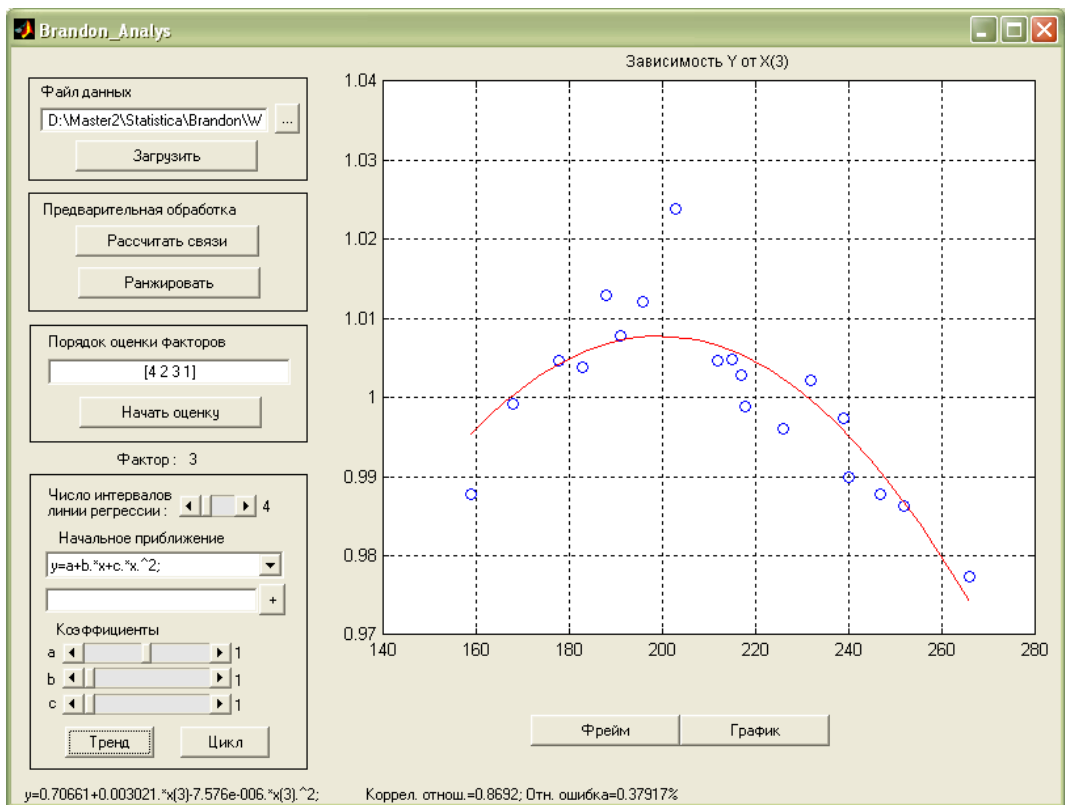 Brandon_Analys
Файл данных
D:\Master2\Statistica\Brandon\W
...
Загрузить
Предварительная обработка
Рассчитать связи
Ранжировать
Порядок оценки факторов
[4 2 3 1]
Начать оценку
Фактор : 3
Число интервалов
линии регрессии : 4
Начальное приближение
y=a+b.*x+c.*x.^2;
+
Коэффициенты
a 1
b 1
c 1
Тренд Цикл
Зависимость Y от X(3)
1.04
1.03
1.02
1.01
1
0.99
0.98
0.97
140 160 180 200 220 240 260 280
Фрейм График
y=0.70661+0.003021.*x(3)-7.576e-006.*x(3).^2; Коррел. отнош.=0.8692; Отн. ошибка=0.37917%